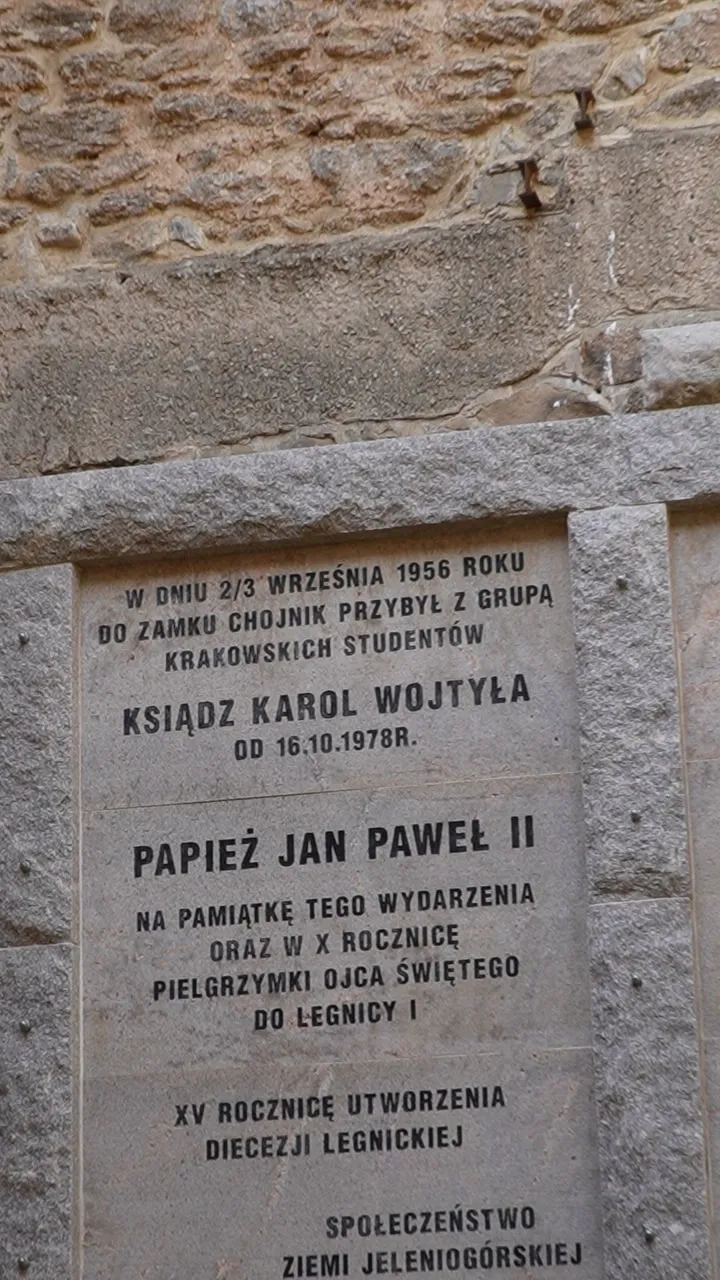 W DNIU 2/3 WRZEŚNIA 1956 ROKU
DO ZAMKU CHOJNIK PRZYBYŁ Z GRUPĄ
KRAKOWSKICH STUDENTÓW
KSIĄDZ KAROL WOJTYŁA
OD 16.10.1978R.
PAPIEŻ JAN PAWEŁ II
NA PAMIĄTKĘ TEGO WYDARZENIA
ORAZ W X ROCZNICĘ
PIELGRZYMKI OJCA ŚWIĘTEGO
DO LEGNICY I
XV ROCZNICĘ UTWORZENIA
DIECEZJI LEGNICKIEJ
SPOŁECZEŃSTWO
ZIEMI JELENIOGÓRSKIEJ